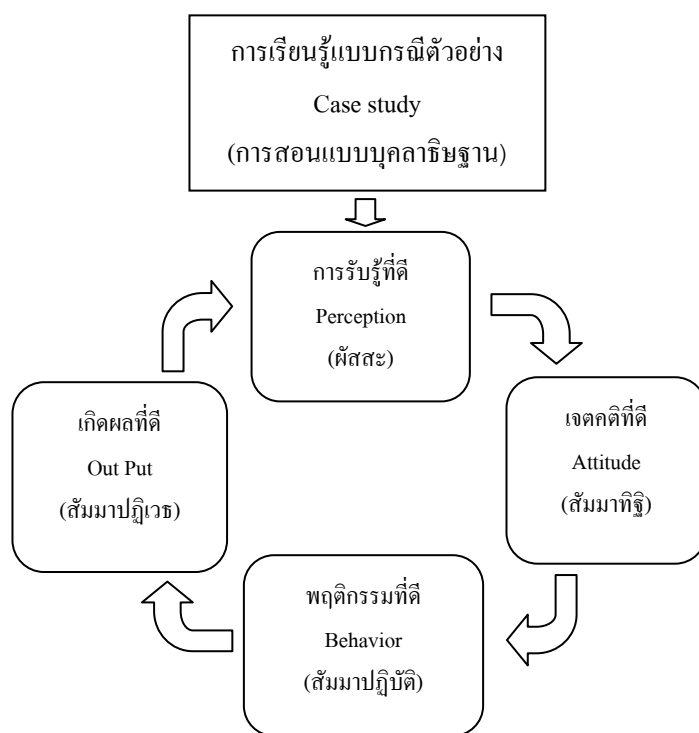 การเรียนรู้แบบกรณีตัวอย่าง
Case study
(การสอนแบบบุคลาธิษฐาน)
การรับรู้ที่ดี
Perception
(ผัสสะ)
เจตคติที่ดี
Attitude
(สัมมาทิฐิ)
พฤติกรรมที่ดี
Behavior
(สัมมาปฏิบัติ)
เกิดผลที่ดี
Out Put
(สัมมาปฏิเวธ)